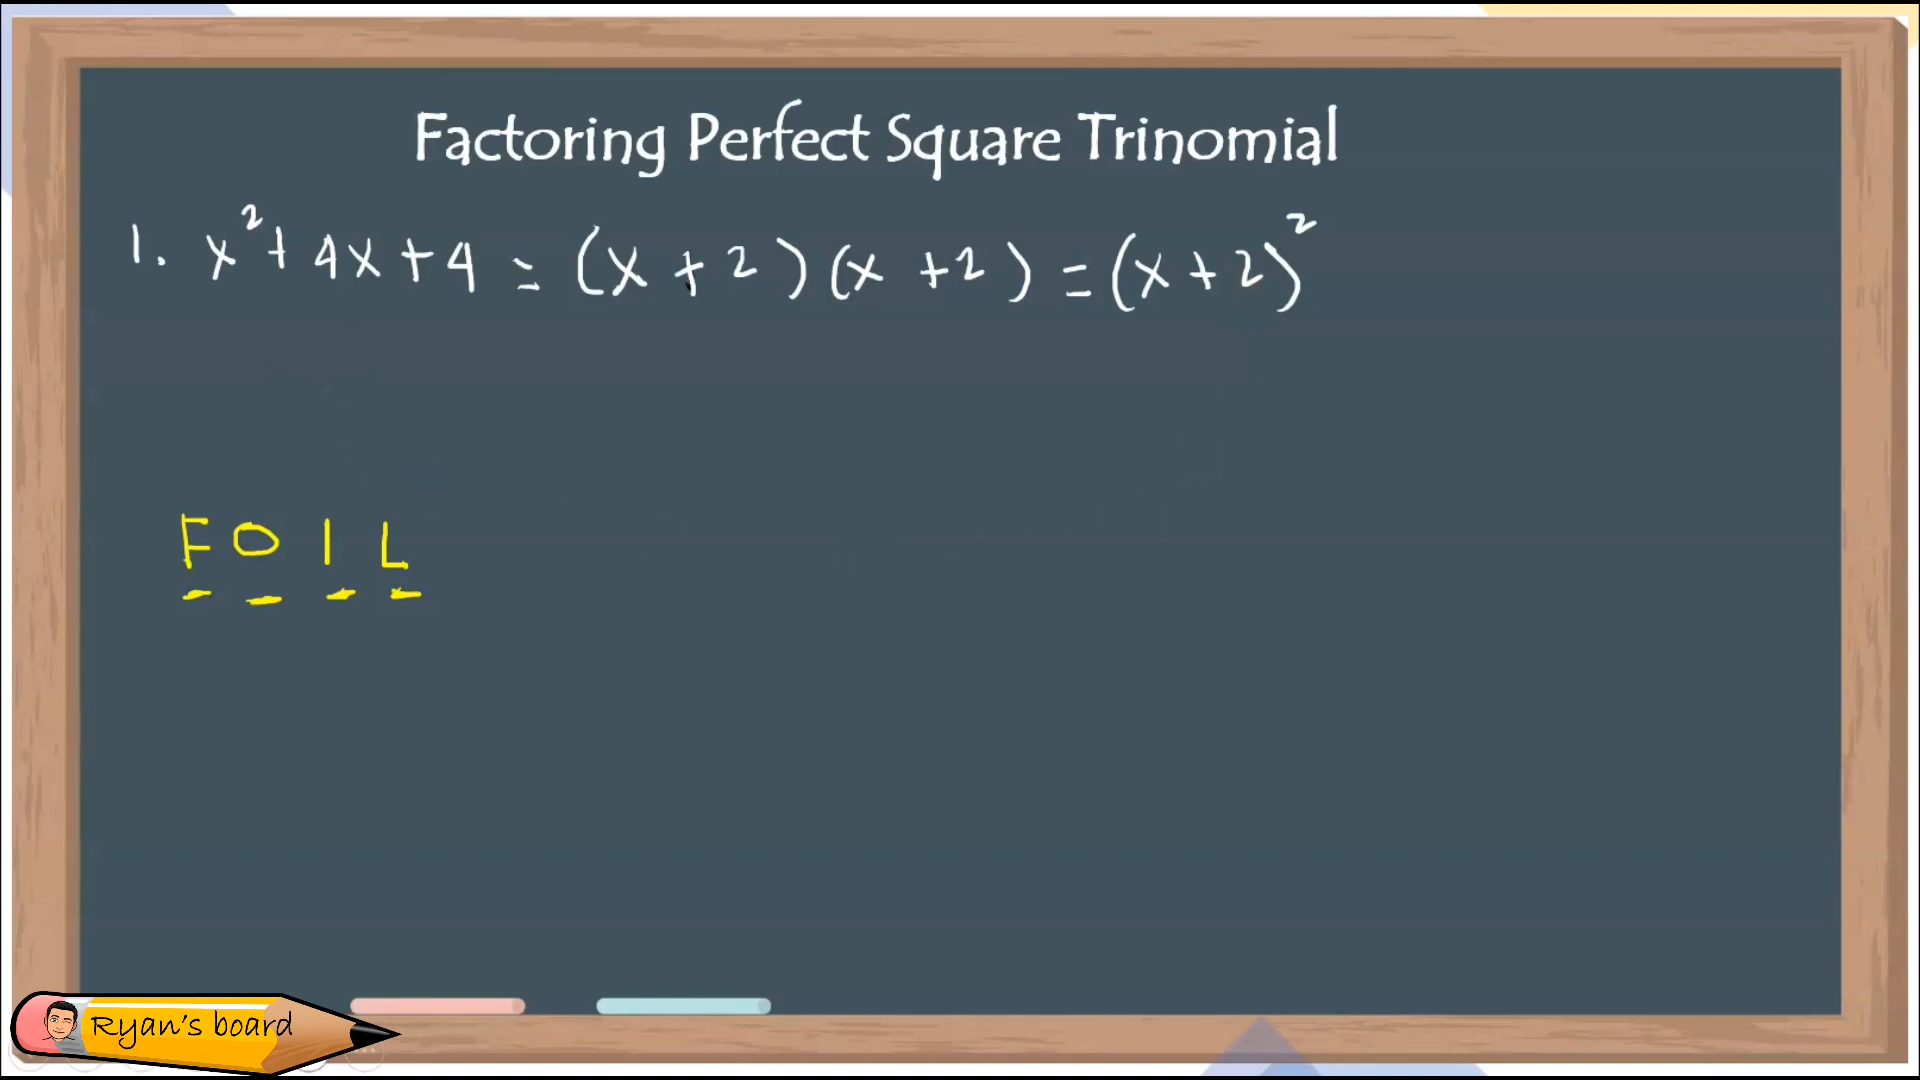 Factoring Perfect Square Trinomial
1. x² + 4x + 4 = (x + 2)(x + 2) = (x + 2)²
F O I L
Ryan's board